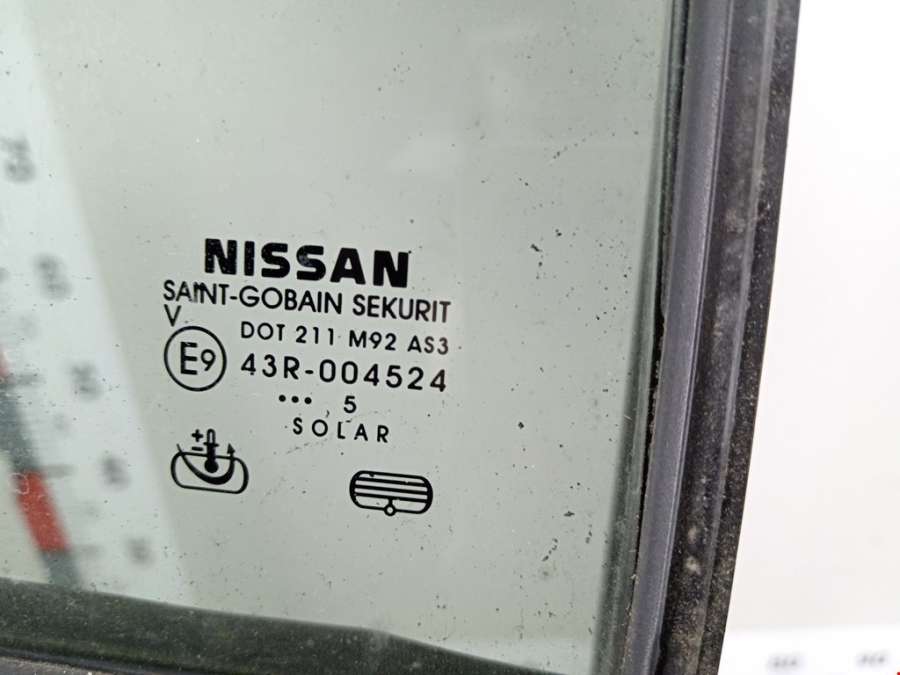 NISSAN
SAINT-GOBAIN SEKURIT
V
DOT 211 M92 AS3
E9 43R-004524
••• 5
SOLAR